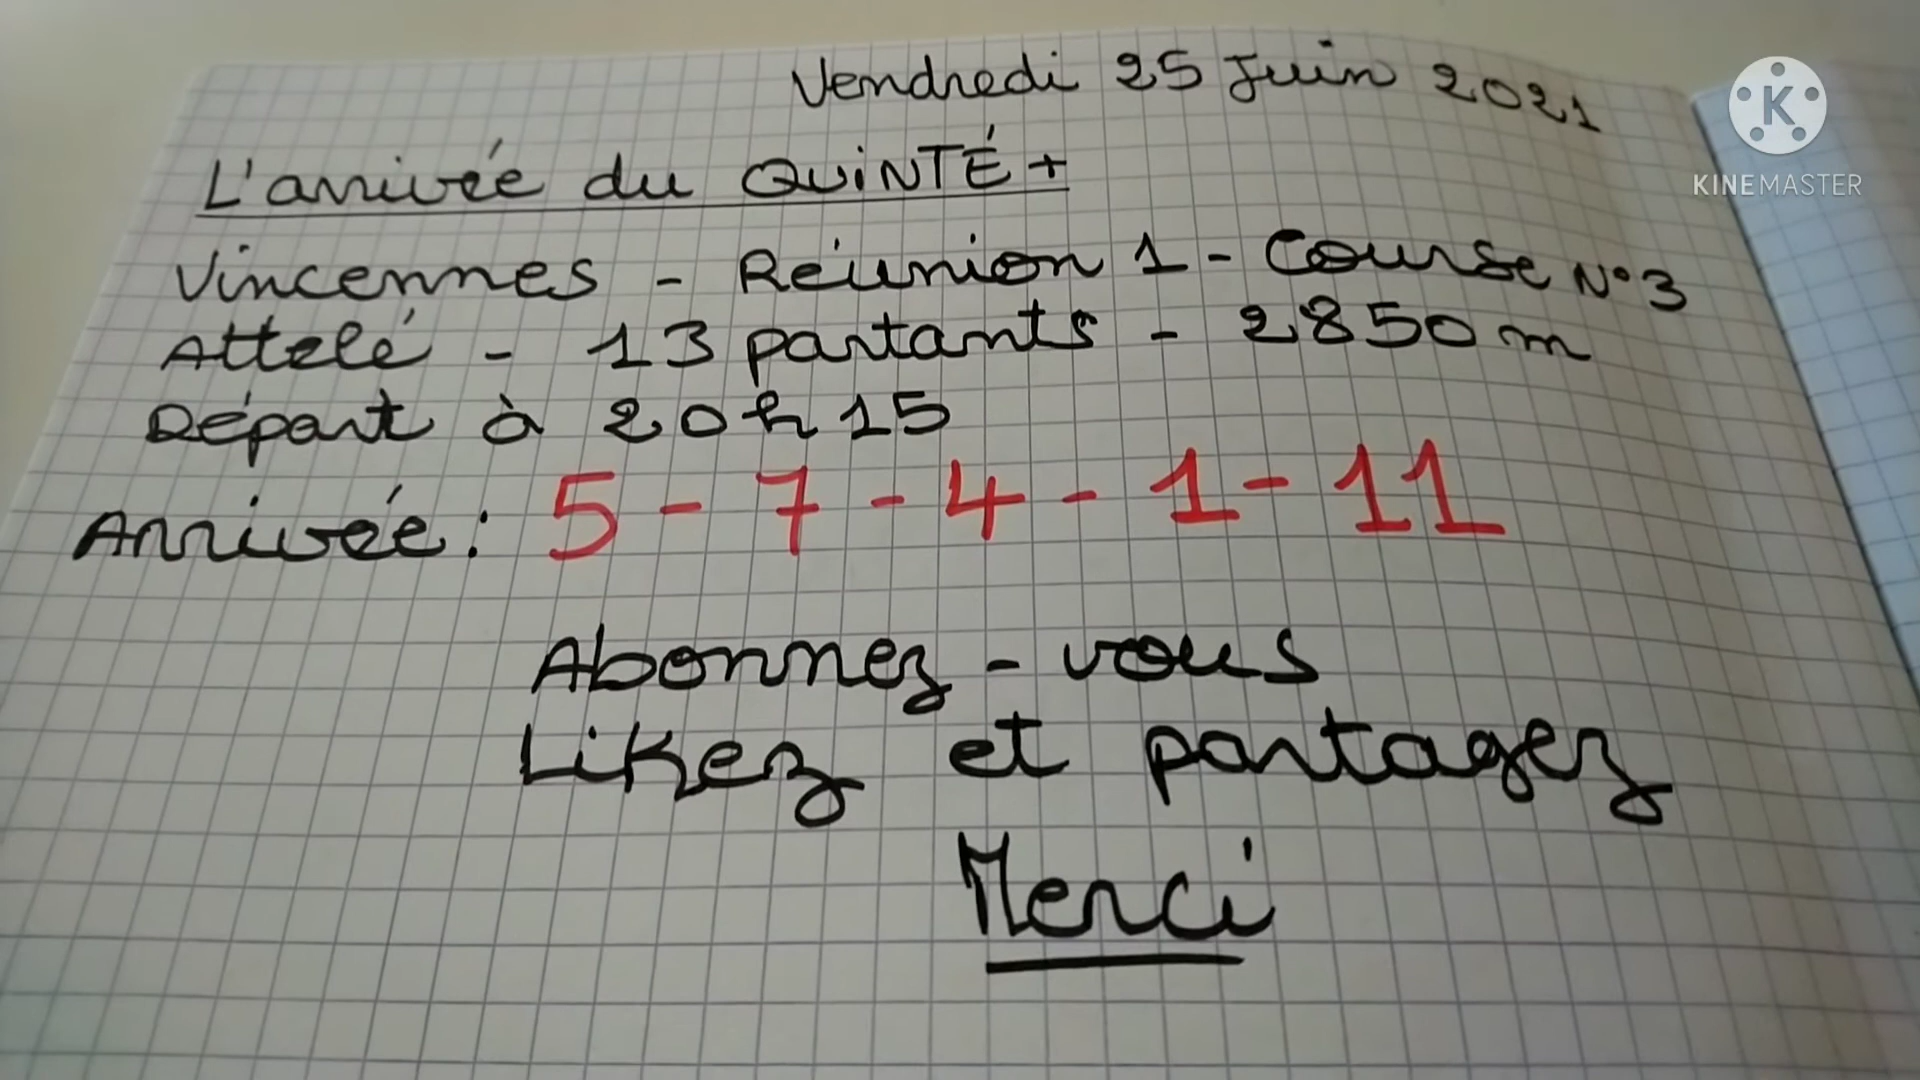 Vendredi 25 Juin 2021
L'arrivée du QUiNTÉ+
Vincennes - Réunion 1 - Course N°3
Attelé - 13 partants - 2850 m
Départ à 20h15
Arrivée : 5 - 7 - 4 - 1 - 11
Abonnez-vous
Likez et partagez
Merci
K
KINEMASTER